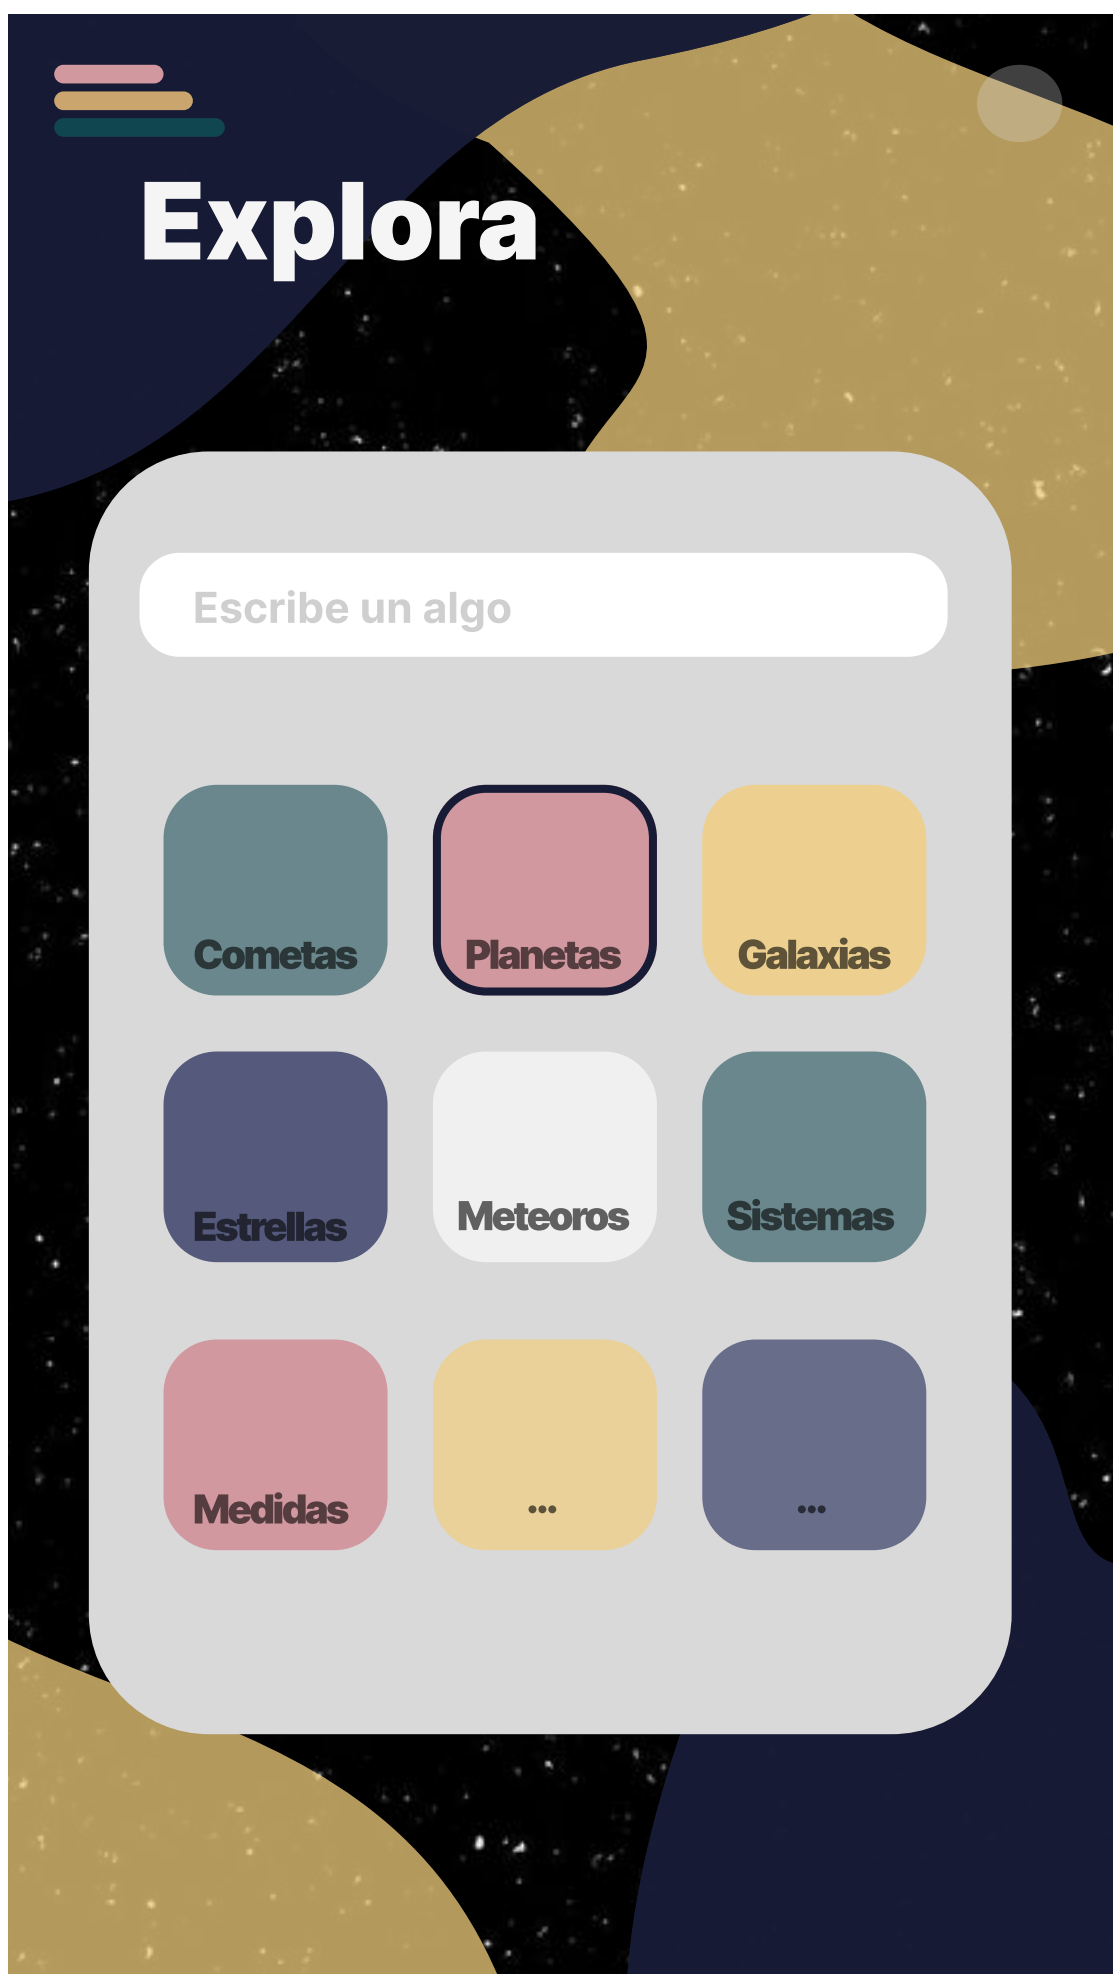 Explora
Escribe un algo
Cometas
Planetas
Galaxias
Estrellas
Meteoros
Sistemas
Medidas
...
...